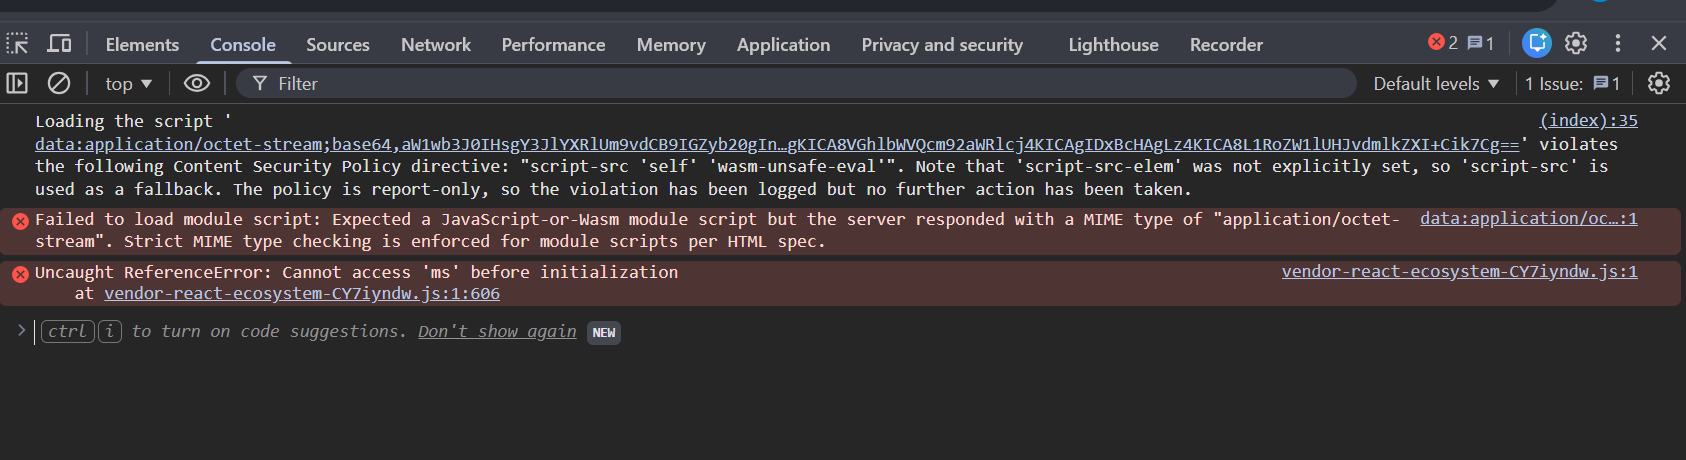 Elements Console Sources Network Performance Memory Application Privacy and security Lighthouse Recorder 2 1
top Filter Default levels 1 Issue: 1
Loading the script ' (index):35
data:application/octet-stream;base64,aW1wb3J0IHsgY3JlYXRlUm9vdCB9IGZyb20gIn…gKICA8VGhlbWVQcm92aWRlcj4KICAgIDxBcHAgLz4KICA8L1RoZW1lUHJvdmlkZXI+Cik7Cg==' violates
the following Content Security Policy directive: "script-src 'self' 'wasm-unsafe-eval'". Note that 'script-src-elem' was not explicitly set, so 'script-src' is
used as a fallback. The policy is report-only, so the violation has been logged but no further action has been taken.
Failed to load module script: Expected a JavaScript-or-Wasm module script but the server responded with a MIME type of "application/octet- data:application/oc…:1
stream". Strict MIME type checking is enforced for module scripts per HTML spec.
Uncaught ReferenceError: Cannot access 'ms' before initialization vendor-react-ecosystem-CY7iyndw.js:1
at vendor-react-ecosystem-CY7iyndw.js:1:606
ctrl i to turn on code suggestions. Don't show again NEW